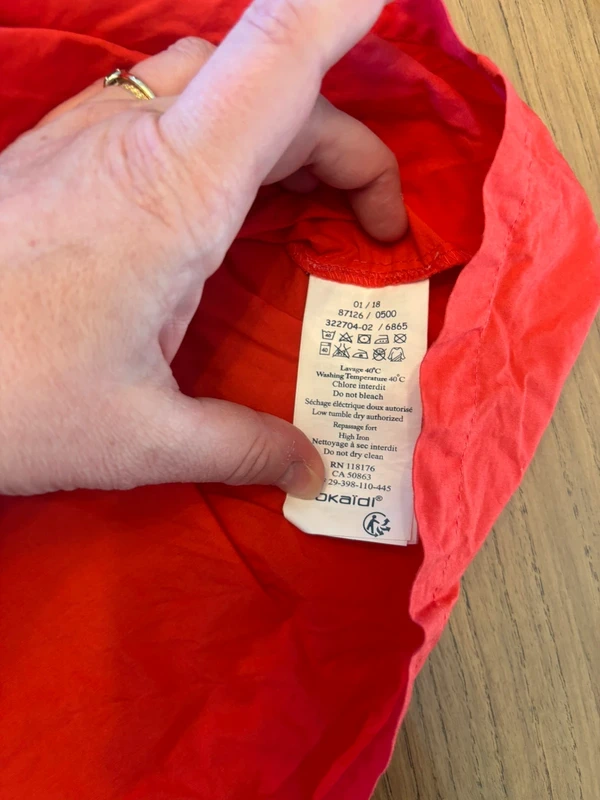 01 / 18
87126 / 0500
322704-02 / 6865
40
40
Lavage 40°C
Washing Temperature 40°C
Chlore interdit
Do not bleach
Séchage électrique doux autorisé
Low tumble dry authorized
Repassage fort
High Iron
Nettoyage à sec interdit
Do not dry clean
RN 118176
CA 50863
29-398-110-445
okaïdi®